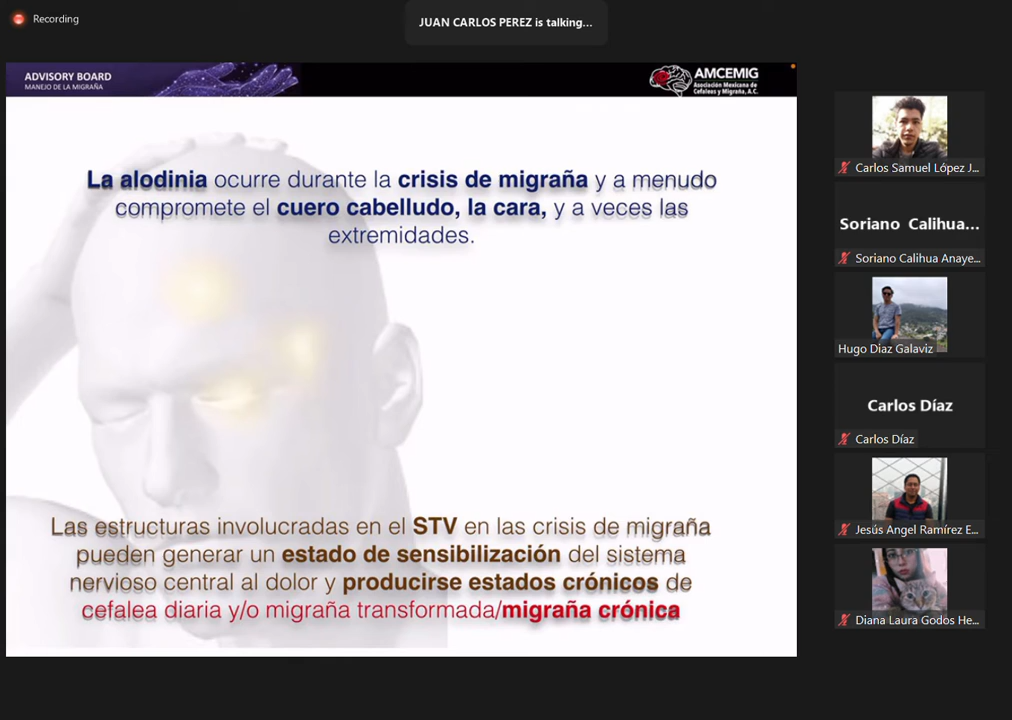 Recording
JUAN CARLOS PEREZ is talking...
ADVISORY BOARD
MANEJO DE LA MIGRAÑA
AMCEMIG
Asociación Mexicana de
Cefaleas y Migraña, A.C.
La alodinia ocurre durante la crisis de migraña y a menudo
compromete el cuero cabelludo, la cara, y a veces las
extremidades.
Las estructuras involucradas en el STV en las crisis de migraña
pueden generar un estado de sensibilización del sistema
nervioso central al dolor y producirse estados crónicos de
cefalea diaria y/o migraña transformada/migraña crónica
Carlos Samuel López J...
Soriano Calihua...
Soriano Calihua Anaye...
Hugo Diaz Galaviz
Carlos Díaz
Carlos Díaz
Jesús Angel Ramírez E...
Diana Laura Godos He...